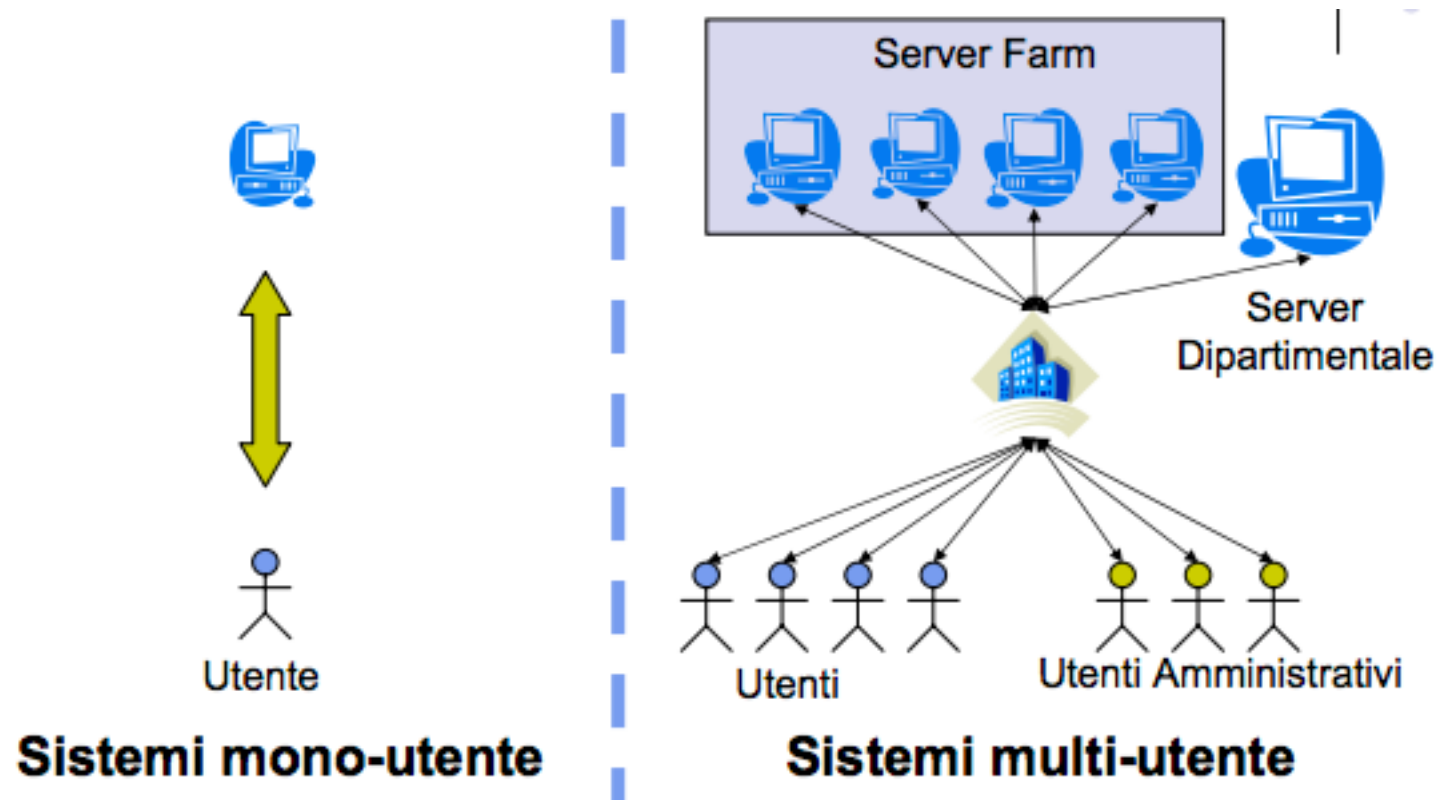 Server Farm
Server
Dipartimentale
Utente
Utenti
Utenti Amministrativi
Sistemi mono-utente
Sistemi multi-utente